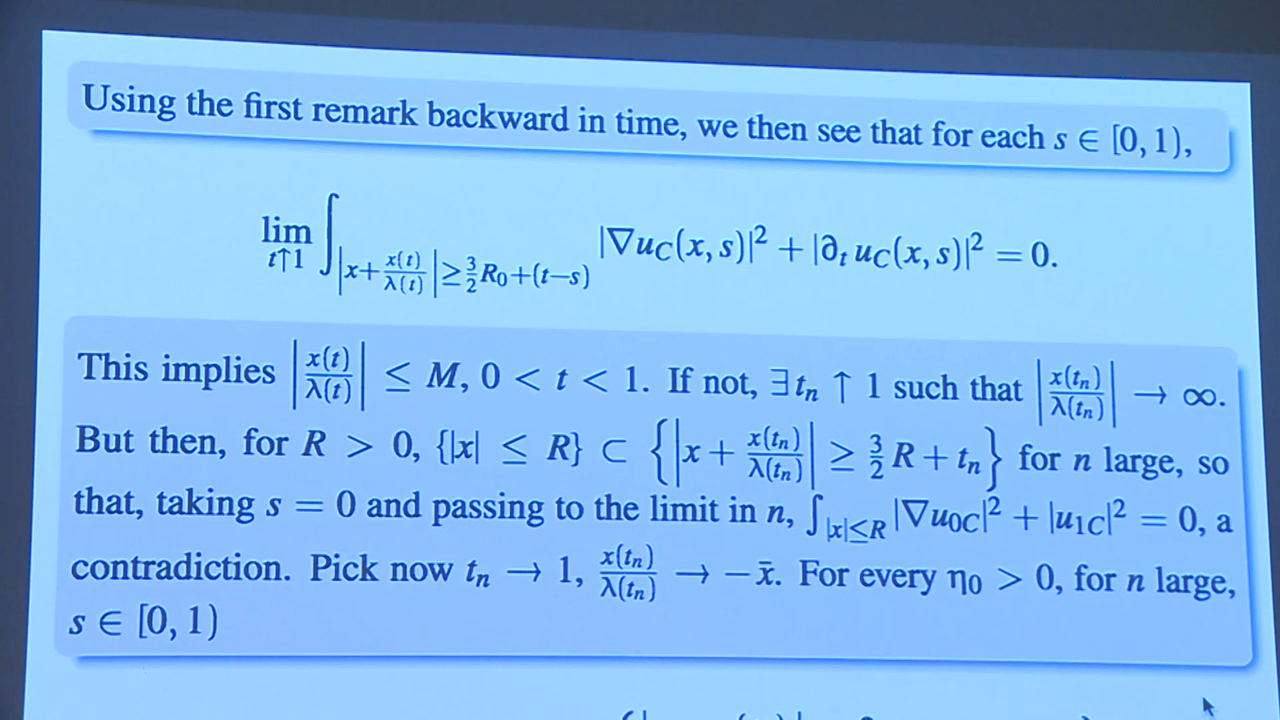 Using the first remark backward in time, we then see that for each s ∈ [0, 1),
lim_{t↑1} ∫_{|x + x(t)/λ(t)| ≥ 3/2 R₀ + (t−s)} |∇u_C(x, s)|² + |∂_t u_C(x, s)|² = 0.
This implies |x(t)/λ(t)| ≤ M, 0 < t < 1. If not, ∃ t_n ↑ 1 such that |x(t_n)/λ(t_n)| → ∞.
But then, for R > 0, {|x| ≤ R} ⊂ {|x + x(t_n)/λ(t_n)| ≥ 3/2 R + t_n} for n large, so
that, taking s = 0 and passing to the limit in n, ∫_{|x|≤R} |∇u_{0C}|² + |u_{1C}|² = 0, a
contradiction. Pick now t_n → 1, x(t_n)/λ(t_n) → −x̄. For every η₀ > 0, for n large,
s ∈ [0, 1)